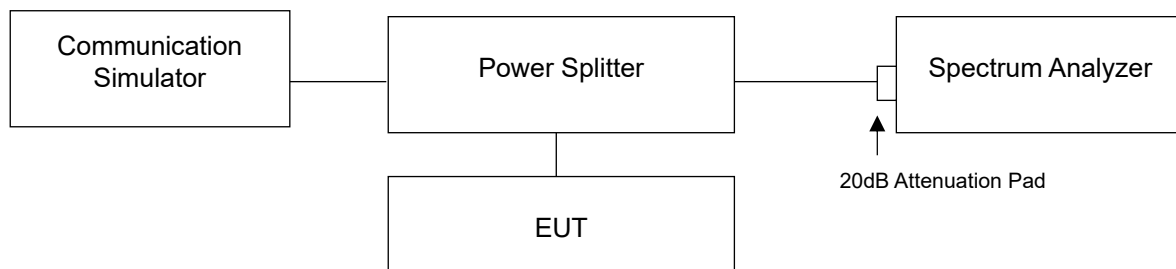 Communication
Simulator
Power Splitter
Spectrum Analyzer
20dB Attenuation Pad
EUT